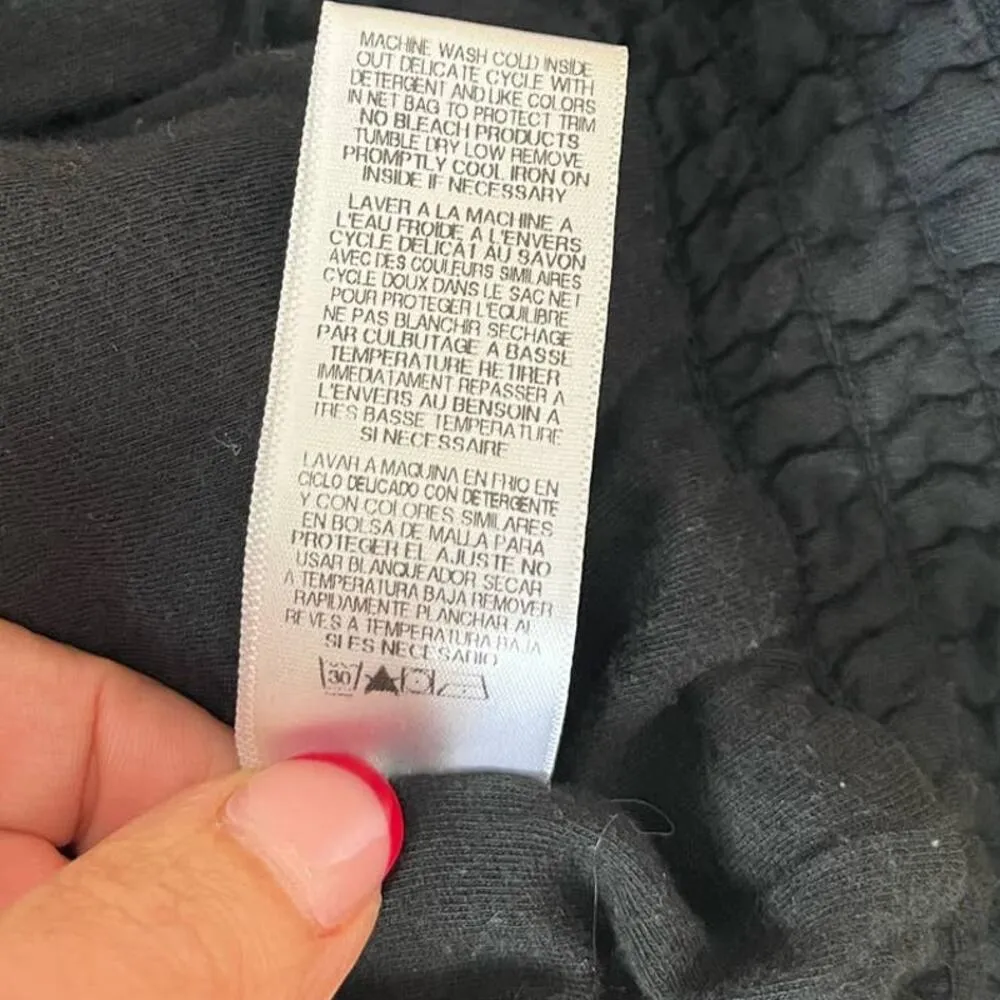 MACHINE WASH COLD INSIDE
OUT DELICATE CYCLE WITH
DETERGENT AND LIKE COLORS
IN NET BAG TO PROTECT TRIM
NO BLEACH PRODUCTS
TUMBLE DRY LOW REMOVE
PROMPTLY COOL IRON ON
INSIDE IF NECESSARY
LAVER A LA MACHINE A
L'EAU FROIDE A L'ENVERS
CYCLE DELICAT AU SAVON
AVEC DES COULEURS SIMILAIRES
CYCLE DOUX DANS LE SAC NET
POUR PROTEGER L'EQUILIBRE
NE PAS BLANCHIR SECHAGE
PAR CULBUTAGE A BASSE
TEMPERATURE RETIRER
IMMEDIATAMENT REPASSER A
L'ENVERS AU BENSOIN A
TRES BASSE TEMPERATURE
SI NECESSAIRE
LAVAR A MAQUINA EN FRIO EN
CICLO DELICADO CON DETERGENTE
Y CON COLORES SIMILARES
EN BOLSA DE MALLA PARA
PROTEGER EL AJUSTE NO
USAR BLANQUEADOR SECAR
A TEMPERATURA BAJA REMOVER
RAPIDAMENTE PLANCHAR AL
REVES A TEMPERATURA BAJA
SI ES NECESARIO
30